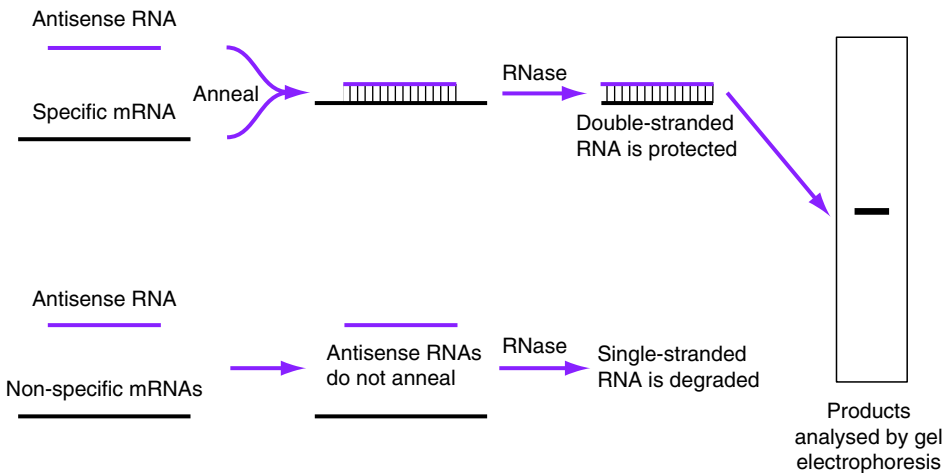 Antisense RNA
Specific mRNA
Anneal
RNase
Double-stranded
RNA is protected
Antisense RNA
Non-specific mRNAs
Antisense RNAs
do not anneal
RNase
Single-stranded
RNA is degraded
Products
analysed by gel
electrophoresis